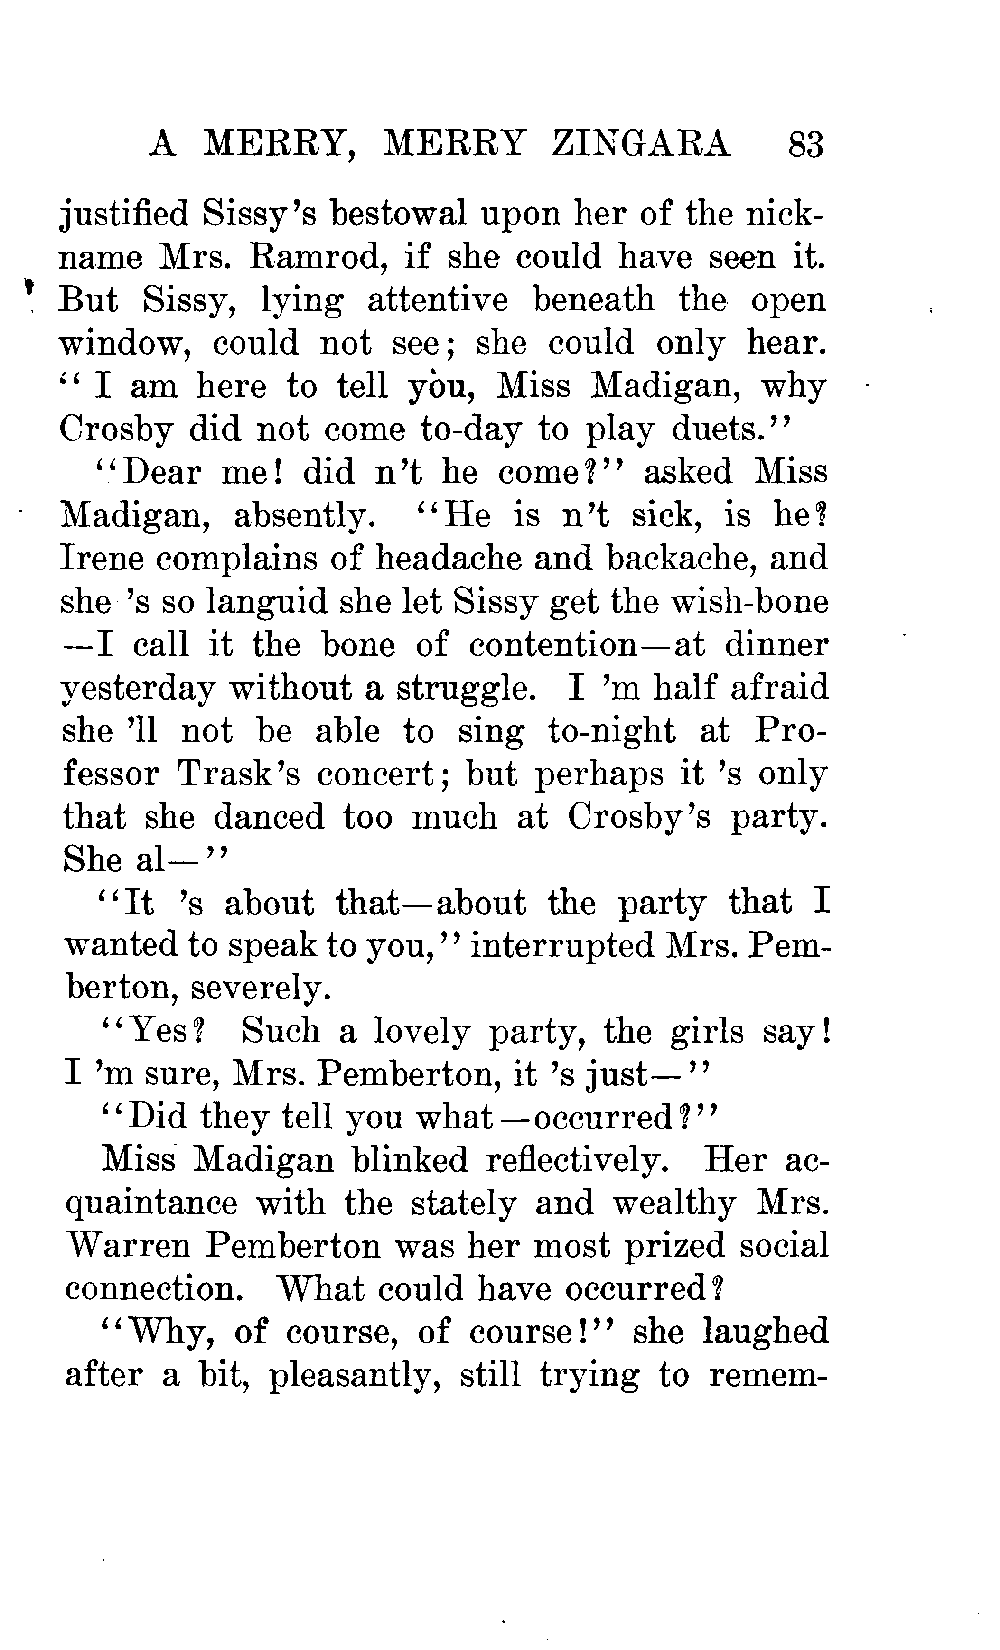 A MERRY, MERRY ZINGARA 83
justified Sissy's bestowal upon her of the nick-
name Mrs. Ramrod, if she could have seen it.
But Sissy, lying attentive beneath the open
window, could not see; she could only hear.
“I am here to tell you, Miss Madigan, why
Crosby did not come to-day to play duets.”
“Dear me! did n't he come?” asked Miss
Madigan, absently. “He is n't sick, is he?
Irene complains of headache and backache, and
she 's so languid she let Sissy get the wish-bone
—I call it the bone of contention—at dinner
yesterday without a struggle. I 'm half afraid
she 'll not be able to sing to-night at Pro-
fessor Trask's concert; but perhaps it 's only
that she danced too much at Crosby's party.
She al—”
“It 's about that—about the party that I
wanted to speak to you,” interrupted Mrs. Pem-
berton, severely.
“Yes? Such a lovely party, the girls say!
I 'm sure, Mrs. Pemberton, it 's just—”
“Did they tell you what—occurred?”
Miss Madigan blinked reflectively. Her ac-
quaintance with the stately and wealthy Mrs.
Warren Pemberton was her most prized social
connection. What could have occurred?
“Why, of course, of course!” she laughed
after a bit, pleasantly, still trying to remem-